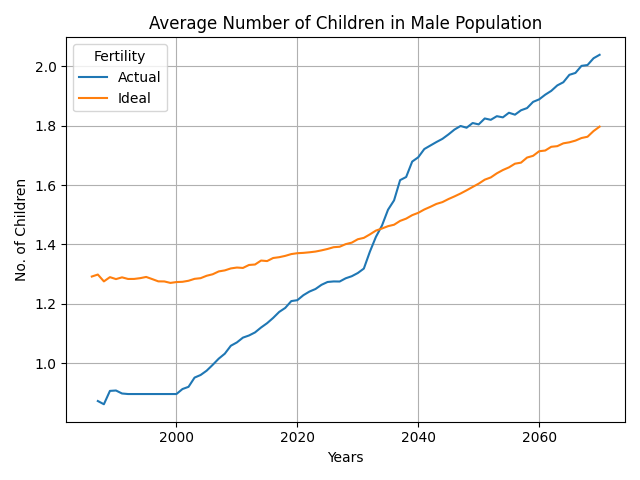 Average Number of Children in Male Population
Fertility
Actual
Ideal
No. of Children
2.0
1.8
1.6
1.4
1.2
1.0
2000 2020 2040 2060
Years